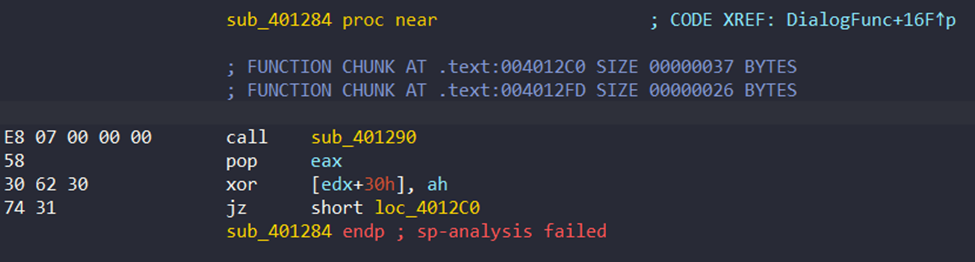 sub_401284 proc near ; CODE XREF: DialogFunc+16F↑p
; FUNCTION CHUNK AT .text:004012C0 SIZE 00000037 BYTES
; FUNCTION CHUNK AT .text:004012FD SIZE 00000026 BYTES
E8 07 00 00 00 call sub_401290
58 pop eax
30 62 30 xor [edx+30h], ah
74 31 jz short loc_4012C0
sub_401284 endp ; sp-analysis failed